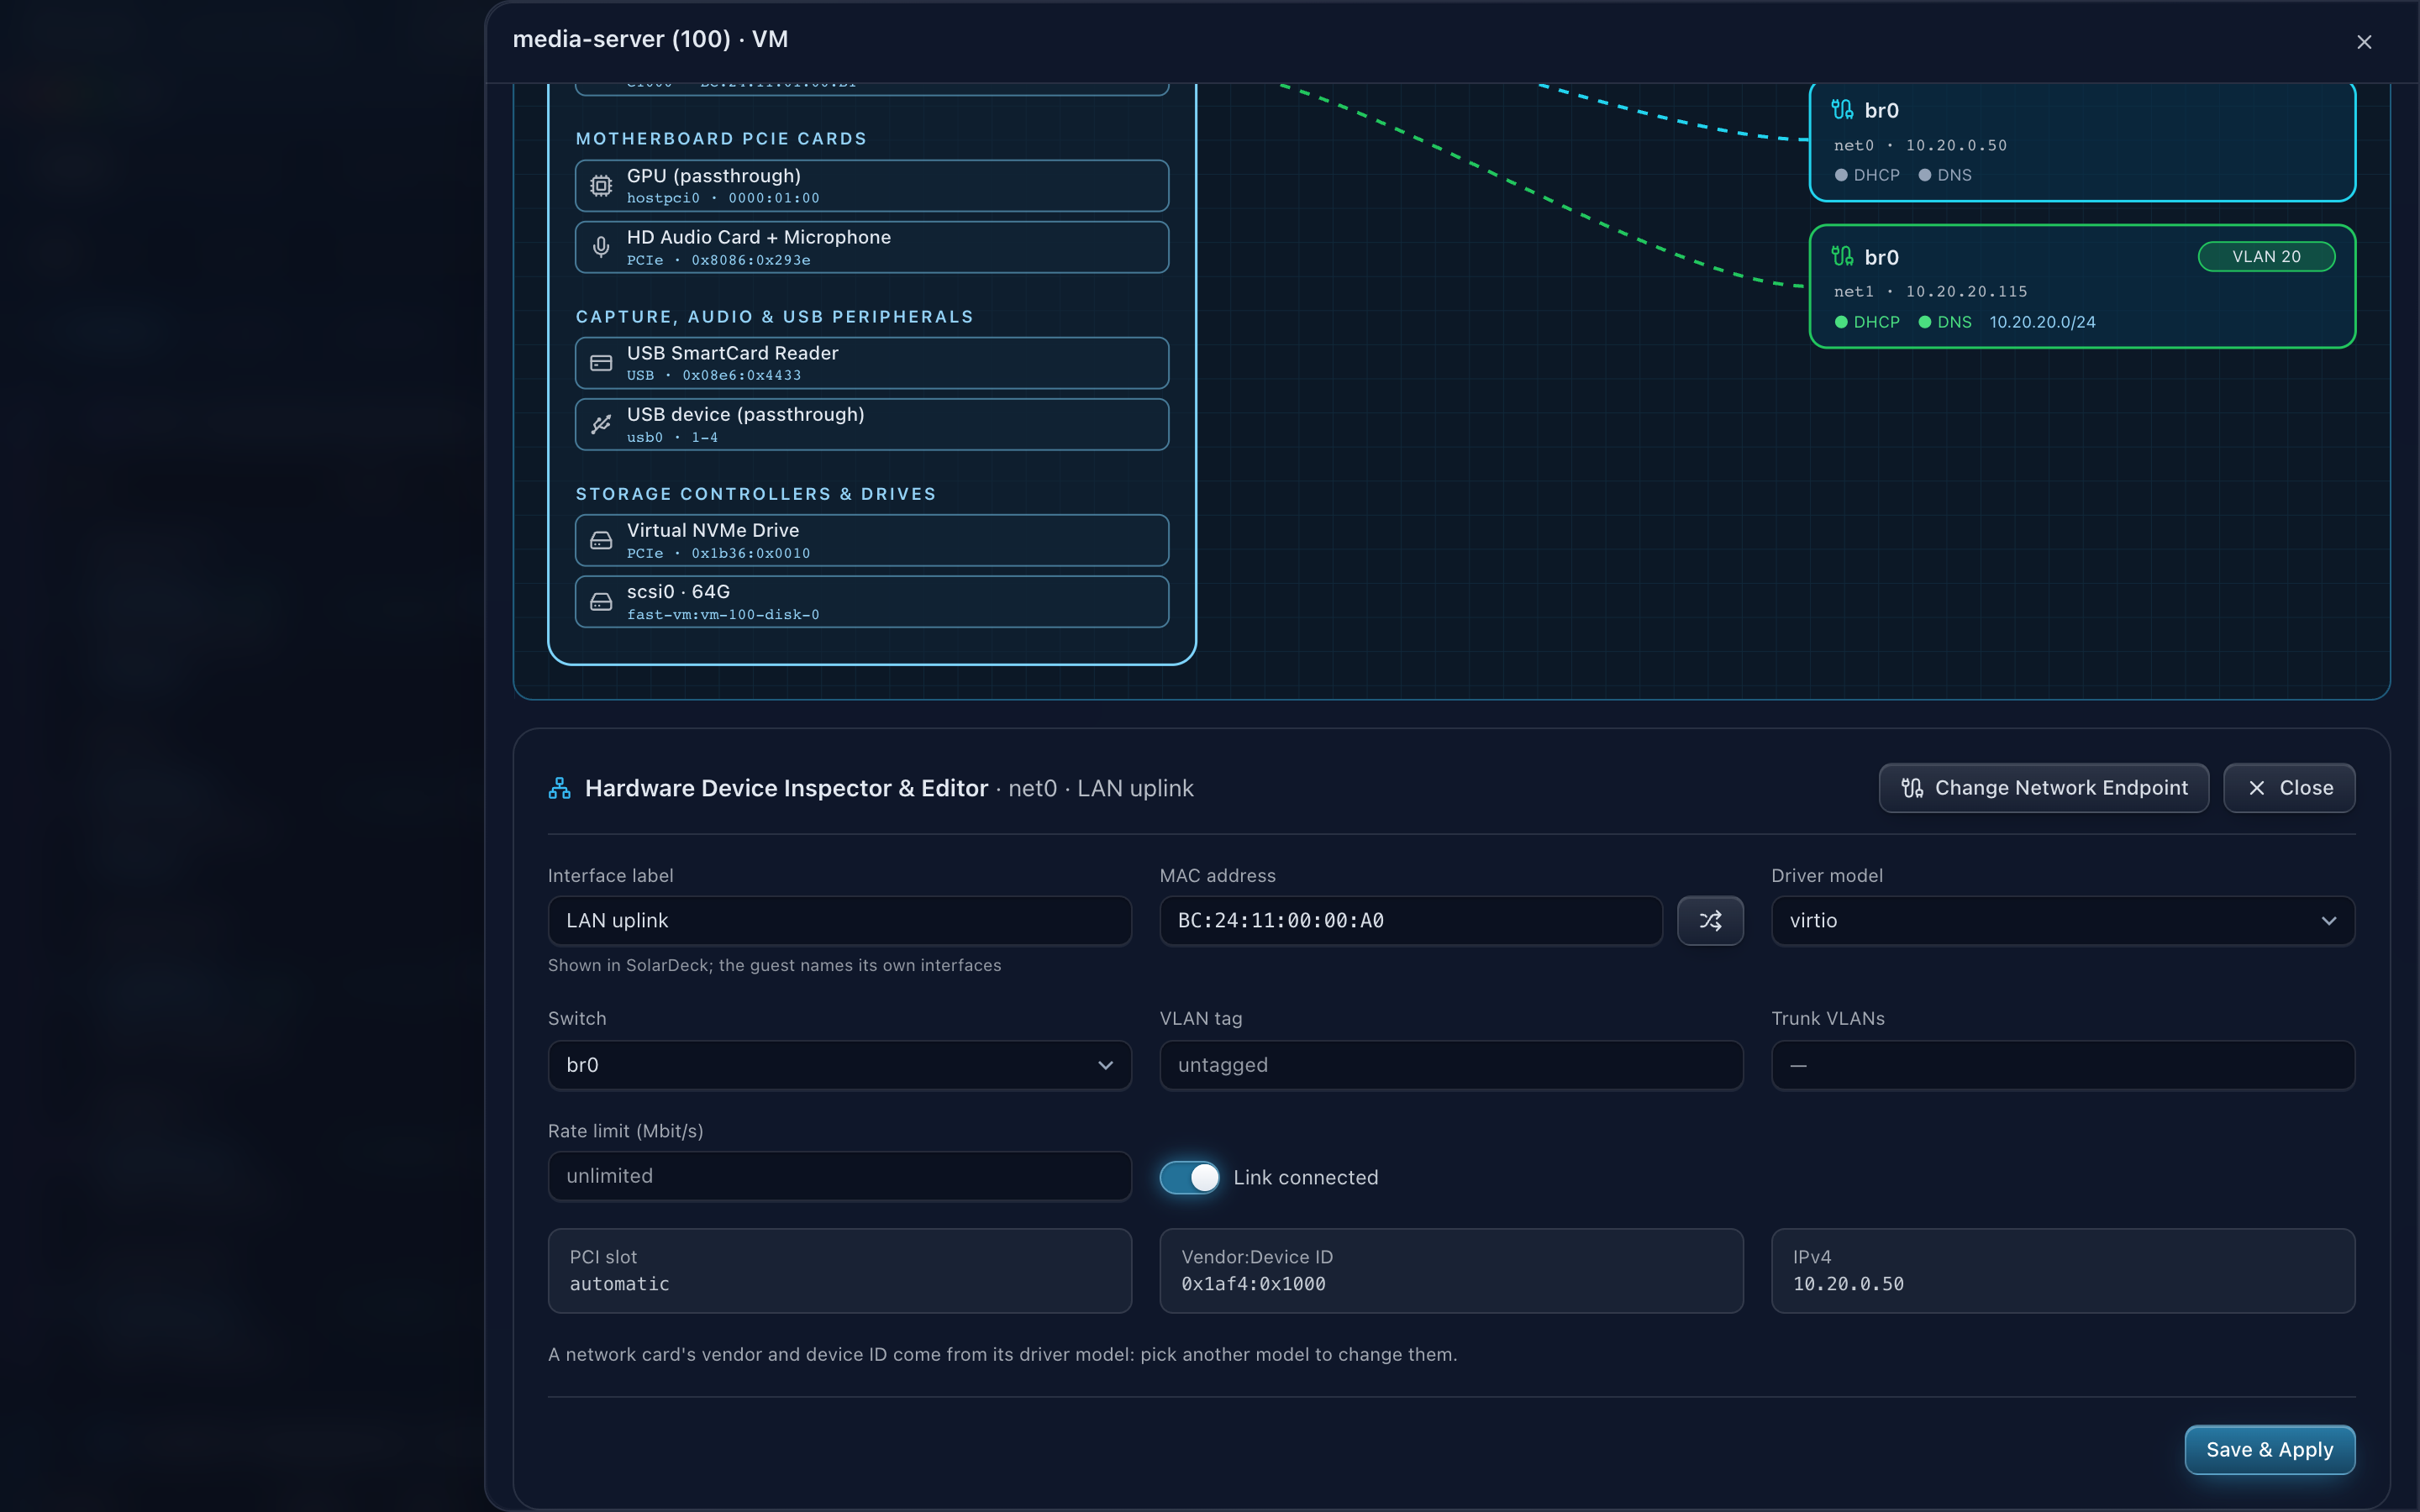 media-server (100) · VM
MOTHERBOARD PCIE CARDS
GPU (passthrough)
hostpci0 · 0000:01:00
HD Audio Card + Microphone
PCIe · 0x8086:0x293e
CAPTURE, AUDIO & USB PERIPHERALS
USB SmartCard Reader
USB · 0x08e6:0x4433
USB device (passthrough)
usb0 · 1-4
STORAGE CONTROLLERS & DRIVES
Virtual NVMe Drive
PCIe · 0x1b36:0x0010
scsi0 · 64G
fast-vm:vm-100-disk-0
br0
net0 · 10.20.0.50
DHCP DNS
br0 VLAN 20
net1 · 10.20.20.115
DHCP DNS 10.20.20.0/24
Hardware Device Inspector & Editor · net0 · LAN uplink
Change Network Endpoint
Close
Interface label
LAN uplink
Shown in SolarDeck; the guest names its own interfaces
MAC address
BC:24:11:00:00:A0
Driver model
virtio
Switch
br0
VLAN tag
untagged
Trunk VLANs
—
Rate limit (Mbit/s)
unlimited
Link connected
PCI slot
automatic
Vendor:Device ID
0x1af4:0x1000
IPv4
10.20.0.50
A network card's vendor and device ID come from its driver model: pick another model to change them.
Save & Apply